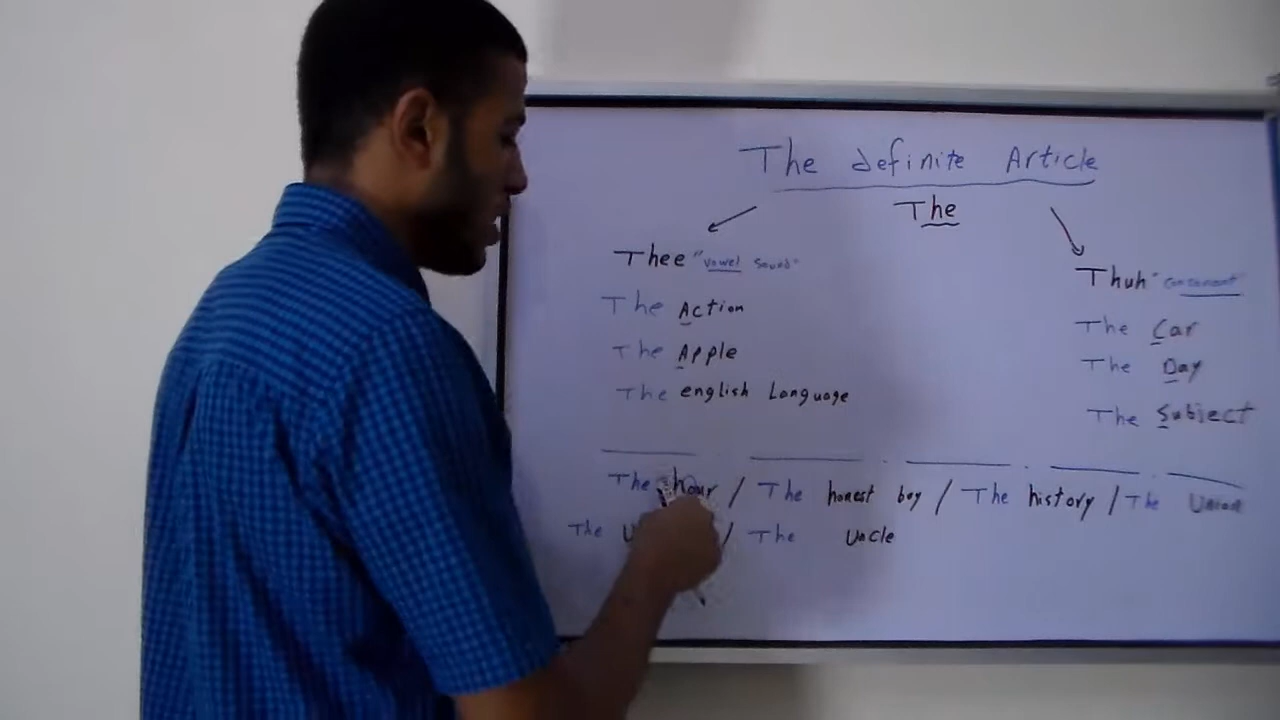 The definite Article
The
Thee "vowel sound"
Thuh "consonant"
The Action
The Car
The Apple
The Day
The english Language
The Subject
The hour / The honest boy / The history / The Union
The / The Uncle